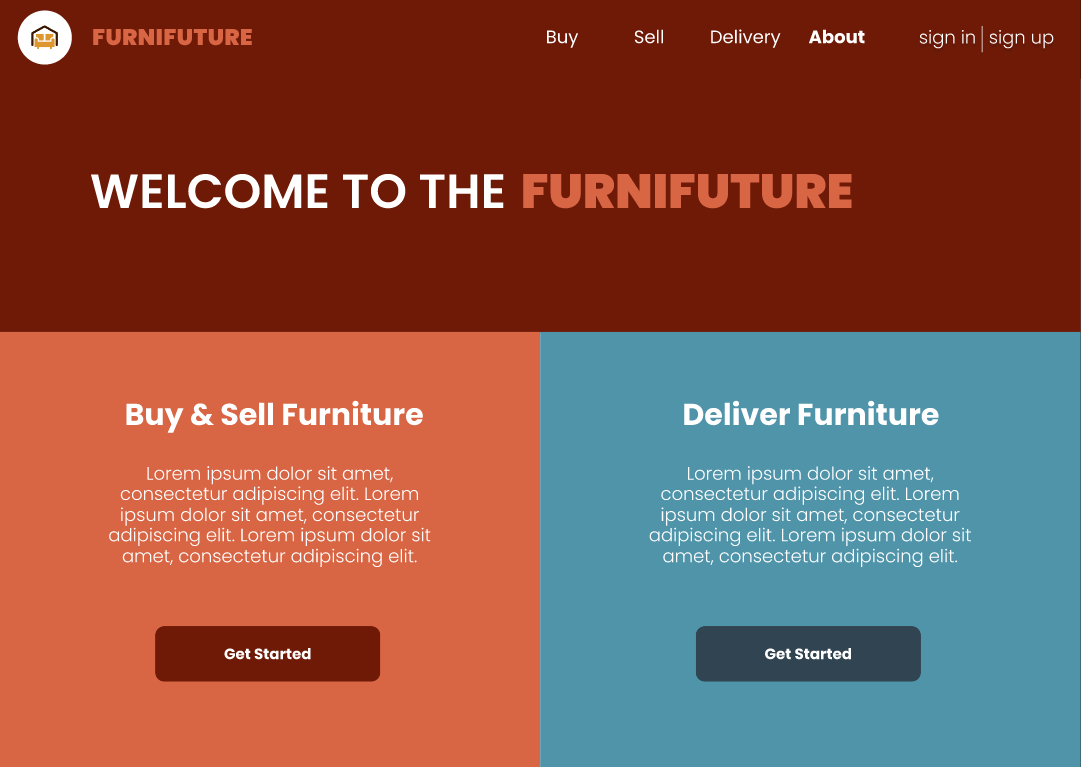 FURNIFUTURE
Buy Sell Delivery About sign in | sign up
WELCOME TO THE FURNIFUTURE
Buy & Sell Furniture
Lorem ipsum dolor sit amet,
consectetur adipiscing elit. Lorem
ipsum dolor sit amet, consectetur
adipiscing elit. Lorem ipsum dolor sit
amet, consectetur adipiscing elit.
Get Started
Deliver Furniture
Lorem ipsum dolor sit amet,
consectetur adipiscing elit. Lorem
ipsum dolor sit amet, consectetur
adipiscing elit. Lorem ipsum dolor sit
amet, consectetur adipiscing elit.
Get Started